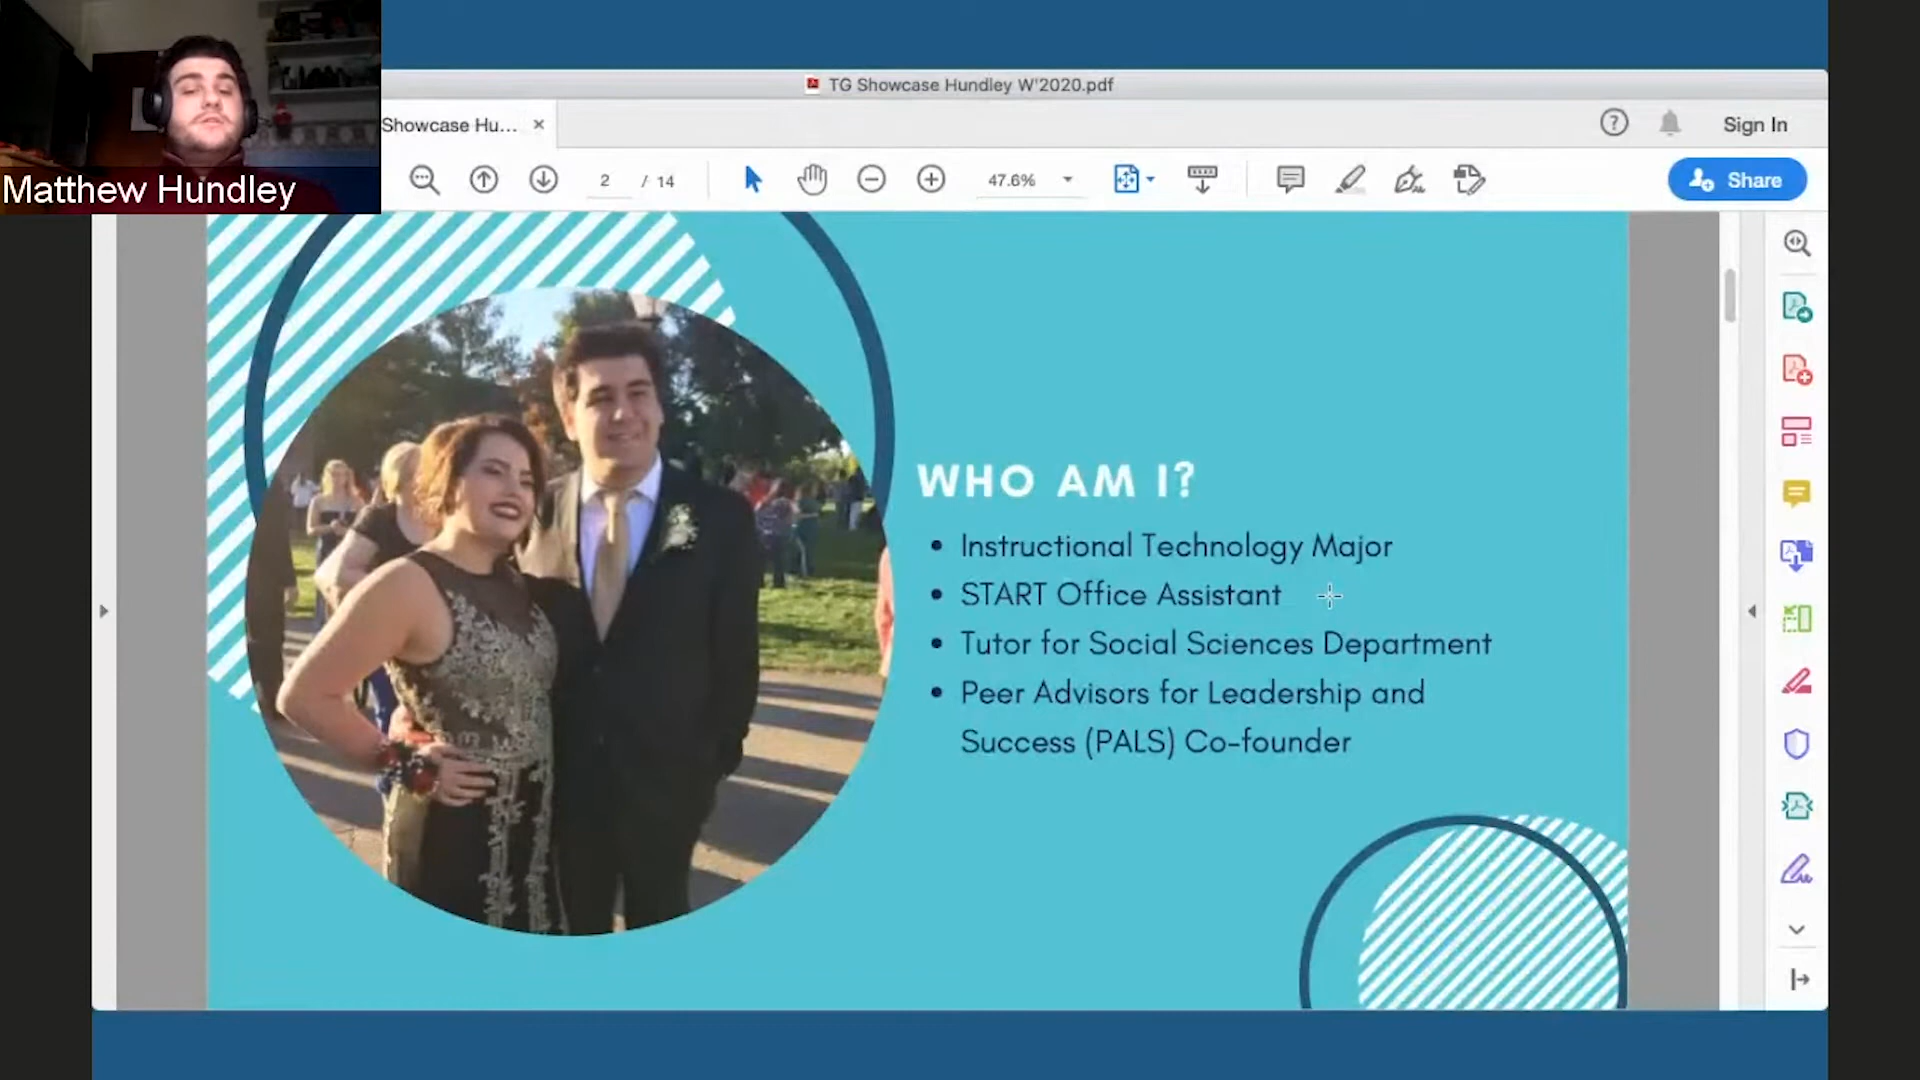 TG Showcase Hundley W'2020.pdf
Showcase Hu... ×
Sign In
Matthew Hundley
2 / 14
47.6%
Share
WHO AM I?
• Instructional Technology Major
• START Office Assistant
• Tutor for Social Sciences Department
• Peer Advisors for Leadership and
Success (PALS) Co-founder